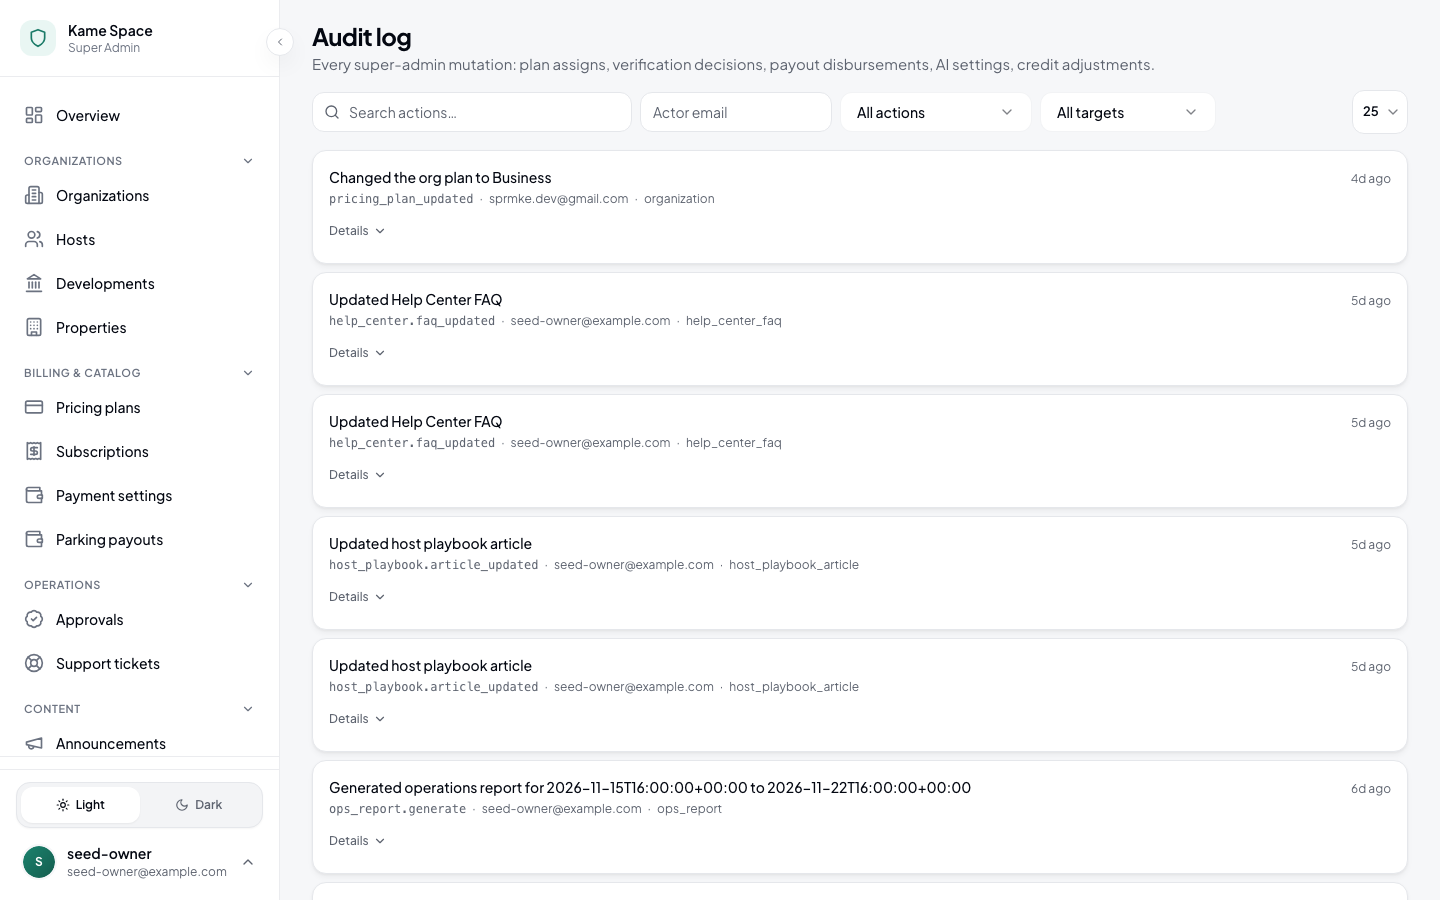 Kame Space
Super Admin
Overview
ORGANIZATIONS
Organizations
Hosts
Developments
Properties
BILLING & CATALOG
Pricing plans
Subscriptions
Payment settings
Parking payouts
OPERATIONS
Approvals
Support tickets
CONTENT
Announcements
Light
Dark
S
seed-owner
seed-owner@example.com
Audit log
Every super-admin mutation: plan assigns, verification decisions, payout disbursements, AI settings, credit adjustments.
Search actions…
Actor email
All actions
All targets
25
Changed the org plan to Business
4d ago
pricing_plan_updated · sprmke.dev@gmail.com · organization
Details
Updated Help Center FAQ
5d ago
help_center.faq_updated · seed-owner@example.com · help_center_faq
Details
Updated Help Center FAQ
5d ago
help_center.faq_updated · seed-owner@example.com · help_center_faq
Details
Updated host playbook article
5d ago
host_playbook.article_updated · seed-owner@example.com · host_playbook_article
Details
Updated host playbook article
5d ago
host_playbook.article_updated · seed-owner@example.com · host_playbook_article
Details
Generated operations report for 2026-11-15T16:00:00+00:00 to 2026-11-22T16:00:00+00:00
6d ago
ops_report.generate · seed-owner@example.com · ops_report
Details